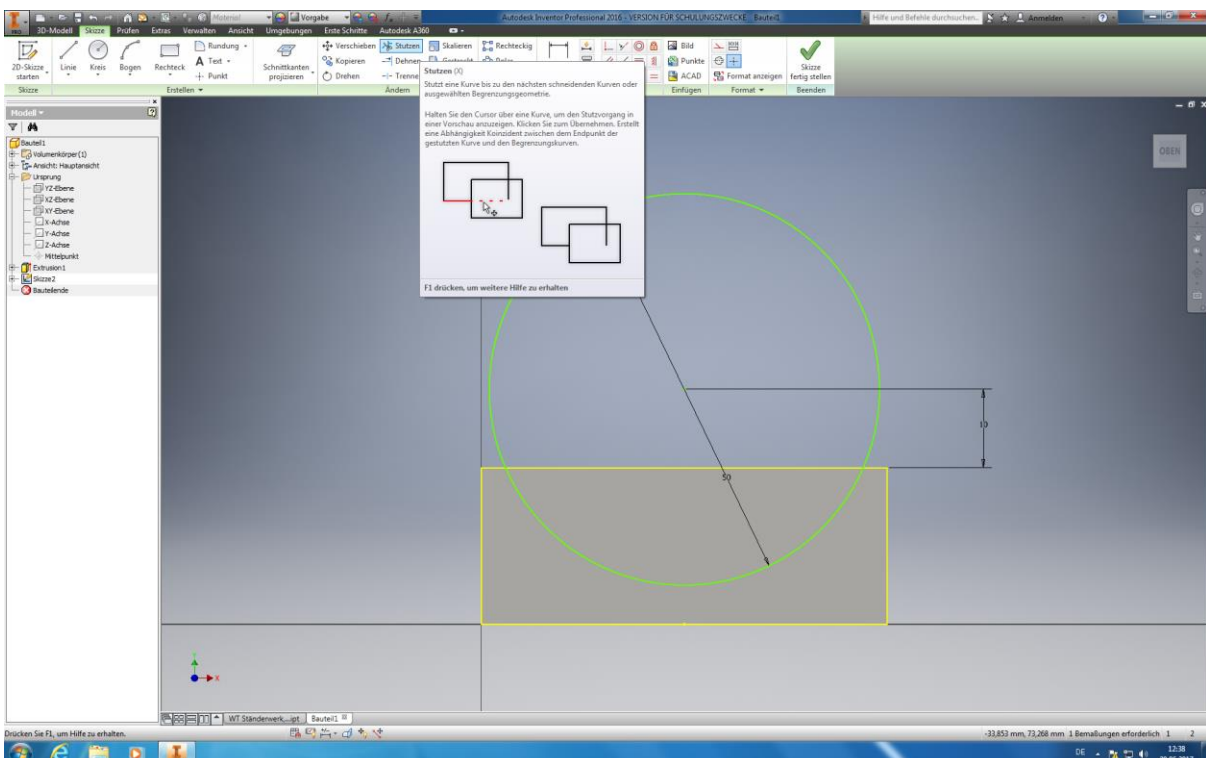 Material
Vorgabe
Autodesk Inventor Professional 2016 - VERSION FÜR SCHULUNGSZWECKE Bauteil1
Hilfe und Befehle durchsuchen...
Anmelden
PRO
3D-Modell Skizze Prüfen Extras Verwalten Ansicht Umgebungen Erste Schritte Autodesk A360
2D-Skizze starten
Linie Kreis Bogen Rechteck
Rundung
Text
Punkt
Schnittkanten projizieren
Verschieben Stutzen Skalieren Rechteckig
Kopieren Dehnen Gestreckt Polar
Drehen Trenne
Bild
Punkte
ACAD
Format anzeigen
Skizze fertig stellen
Skizze Erstellen Ändern Einfügen Format Beenden
Stutzen (X)
Stutzt eine Kurve bis zu den nächsten schneidenden Kurven oder
ausgewählten Begrenzungsgeometrie.
Halten Sie den Cursor über eine Kurve, um den Stutzvorgang in
einer Vorschau anzuzeigen. Klicken Sie zum Übernehmen. Erstellt
eine Abhängigkeit Koinzident zwischen dem Endpunkt der
gestutzten Kurve und den Begrenzungskurven.
F1 drücken, um weitere Hilfe zu erhalten
Modell
Bauteil1
Volumenkörper(1)
Ansicht: Hauptansicht
Ursprung
YZ-Ebene
XZ-Ebene
XY-Ebene
X-Achse
Y-Achse
Z-Achse
Mittelpunkt
Extrusion1
Skizze2
Bauteilende
OBEN
10
50
Y
X
WT Ständerwerk,...ipt Bauteil1
Drücken Sie F1, um Hilfe zu erhalten.
-33,853 mm, 73,268 mm 1 Bemaßungen erforderlich 1 2
DE
12:38